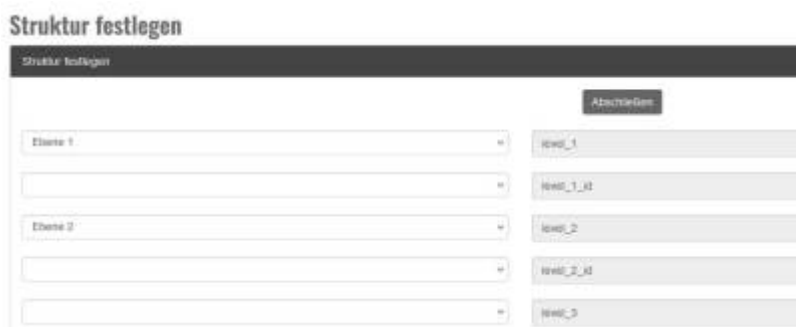 Struktur festlegen
Struktur festlegen
Abschließen
Ebene 1
level_1
level_1_id
Ebene 2
level_2
level_2_id
level_3